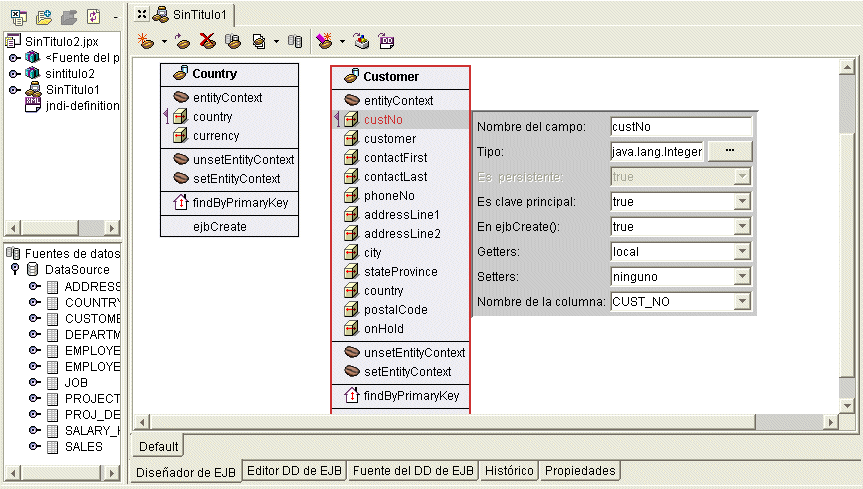 SinTitulo2.jpx
<Fuente del p
sintitulo2
SinTitulo1
jndi-definition
Fuentes de datos
DataSource
ADDRESS
COUNTRY
CUSTOME
DEPARTM
EMPLOYE
EMPLOYE
JOB
PROJECT
PROJ_DE
SALARY_H
SALES
SinTitulo1
Country
entityContext
country
currency
unsetEntityContext
setEntityContext
findByPrimaryKey
ejbCreate
Customer
entityContext
custNo
customer
contactFirst
contactLast
phoneNo
addressLine1
addressLine2
city
stateProvince
country
postalCode
onHold
unsetEntityContext
setEntityContext
findByPrimaryKey
Nombre del campo: custNo
Tipo: java.lang.Integer ...
Es persistente: true
Es clave principal: true
En ejbCreate(): true
Getters: local
Setters: ninguno
Nombre de la columna: CUST_NO
Default
Diseñador de EJB Editor DD de EJB Fuente del DD de EJB Histórico Propiedades